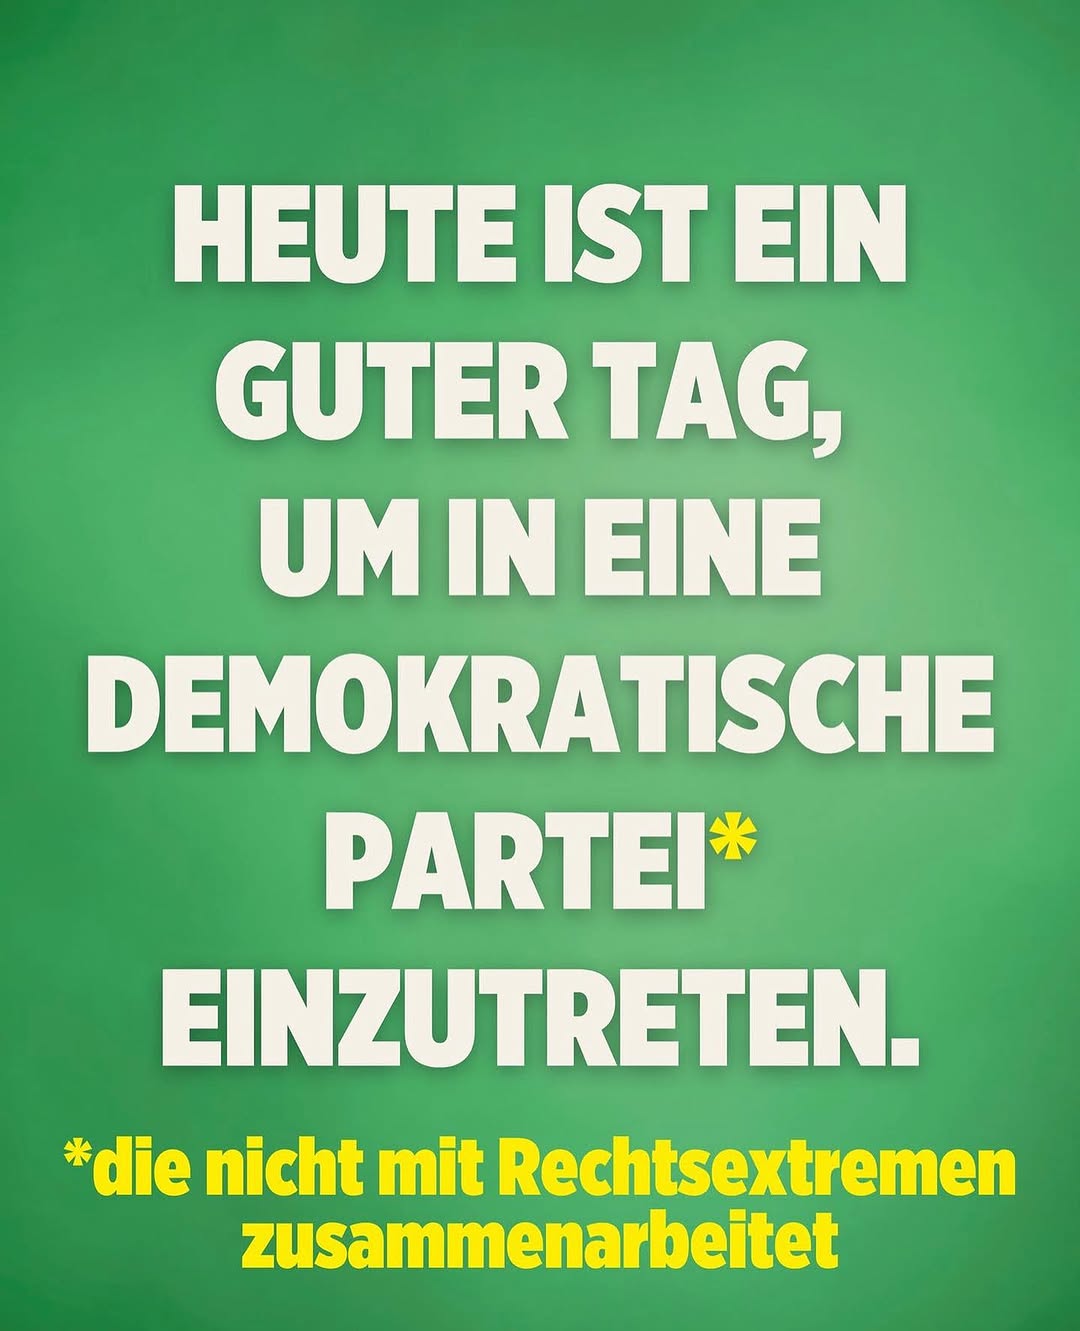 HEUTE IST EIN
GUTER TAG,
UM IN EINE
DEMOKRATISCHE
PARTEI*
EINZUTRETEN.
*die nicht mit Rechtsextremen
zusammenarbeitet